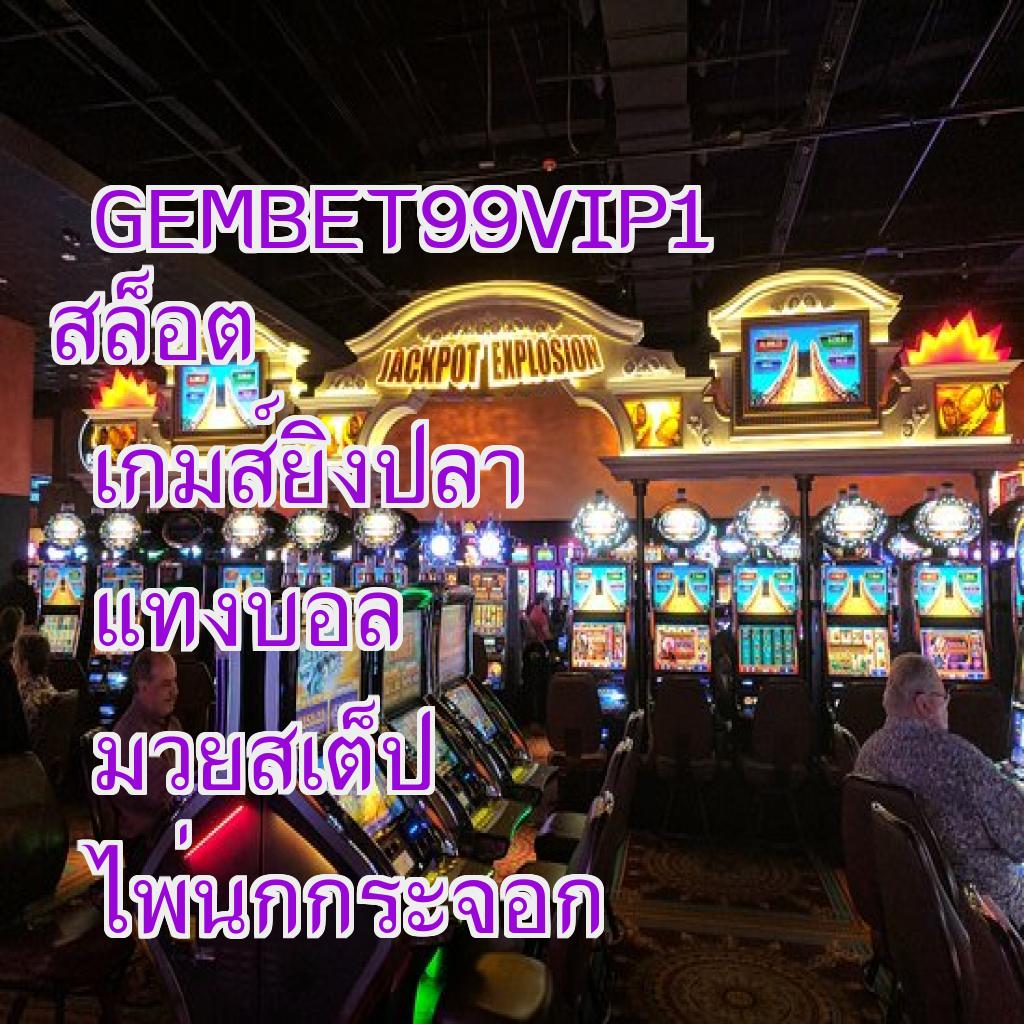 GEMBET99VIP1
สล็อต
JACKPOT EXPLOSION
เกมส์ยิงปลา
แทงบอล
มวยสเต็ป
ไพ่นกกระจอก